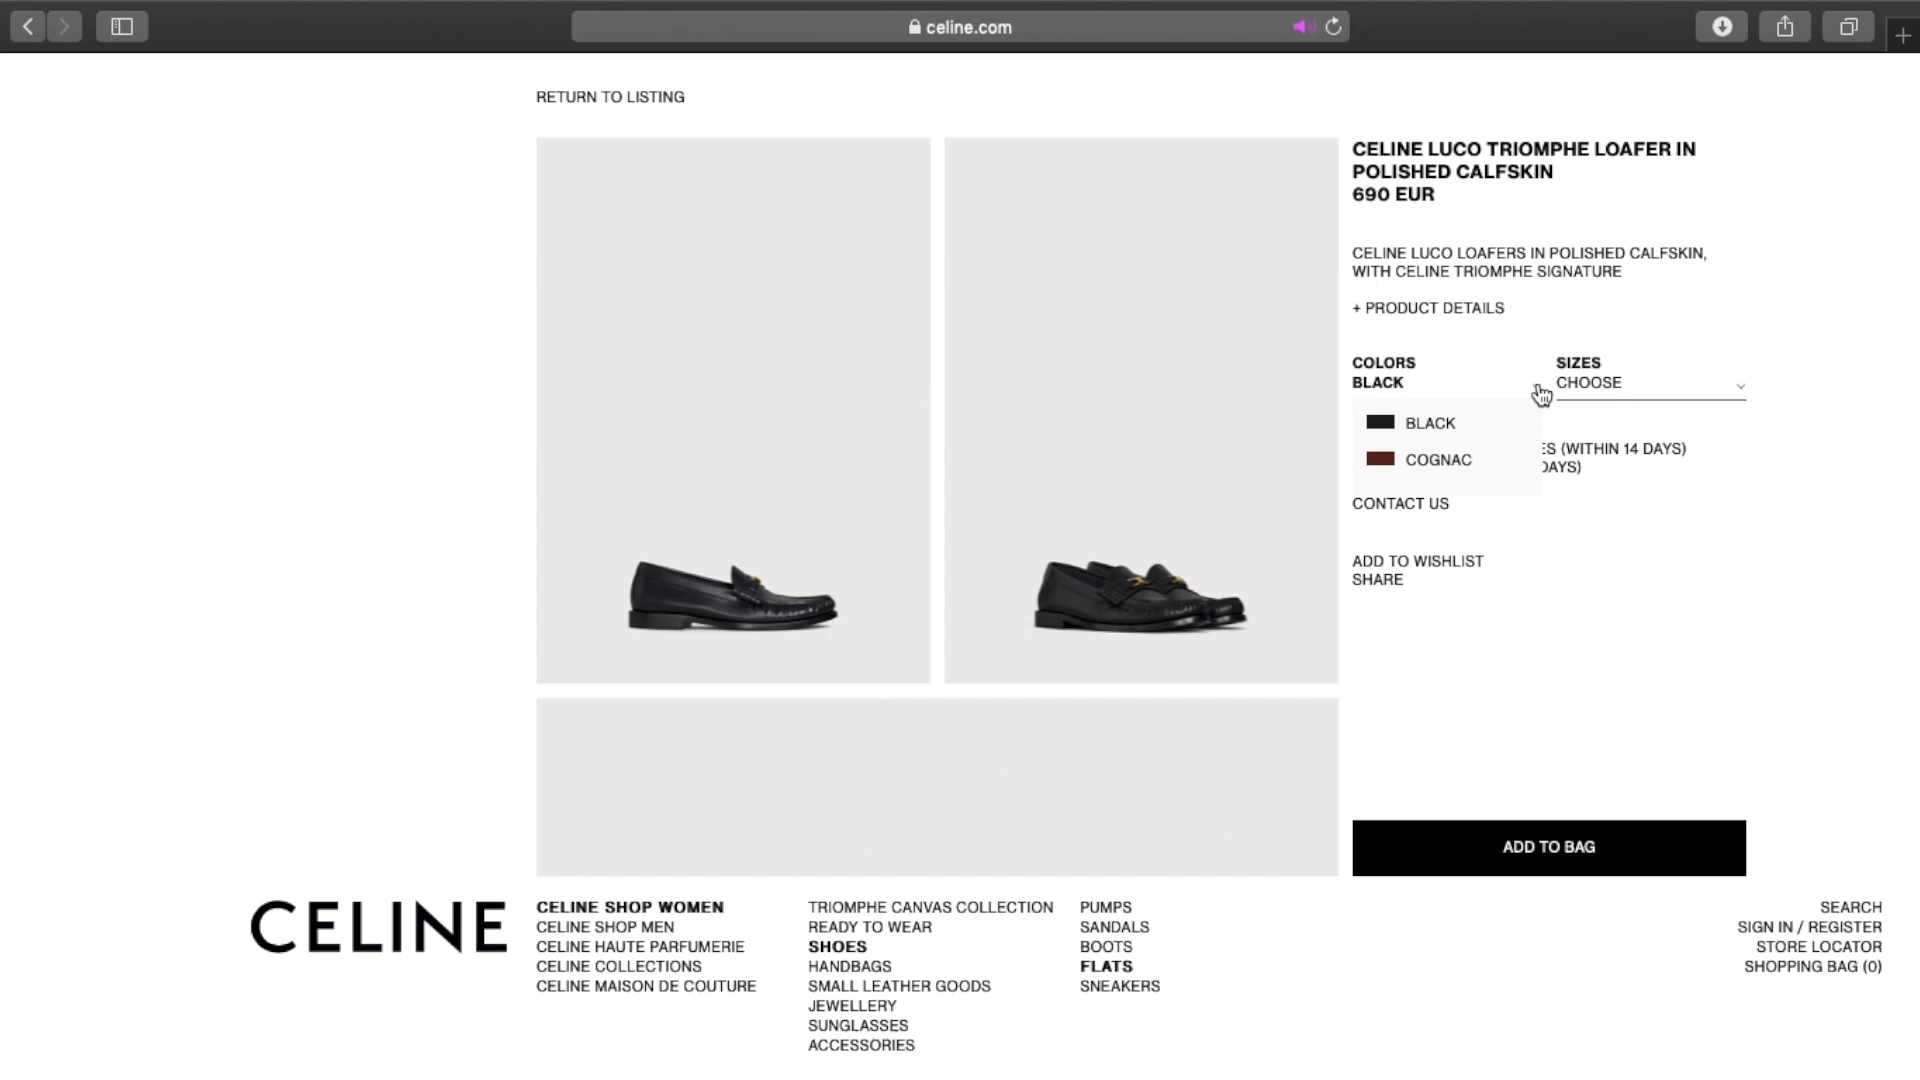 celine.com
RETURN TO LISTING
CELINE LUCO TRIOMPHE LOAFER IN
POLISHED CALFSKIN
690 EUR
CELINE LUCO LOAFERS IN POLISHED CALFSKIN,
WITH CELINE TRIOMPHE SIGNATURE
+ PRODUCT DETAILS
COLORS
BLACK
SIZES
CHOOSE
BLACK
COGNAC
(WITHIN 14 DAYS)
CONTACT US
ADD TO WISHLIST
SHARE
ADD TO BAG
CELINE
CELINE SHOP WOMEN
CELINE SHOP MEN
CELINE HAUTE PARFUMERIE
CELINE COLLECTIONS
CELINE MAISON DE COUTURE
TRIOMPHE CANVAS COLLECTION
READY TO WEAR
SHOES
HANDBAGS
SMALL LEATHER GOODS
JEWELLERY
SUNGLASSES
ACCESSORIES
PUMPS
SANDALS
BOOTS
FLATS
SNEAKERS
SEARCH
SIGN IN / REGISTER
STORE LOCATOR
SHOPPING BAG (0)